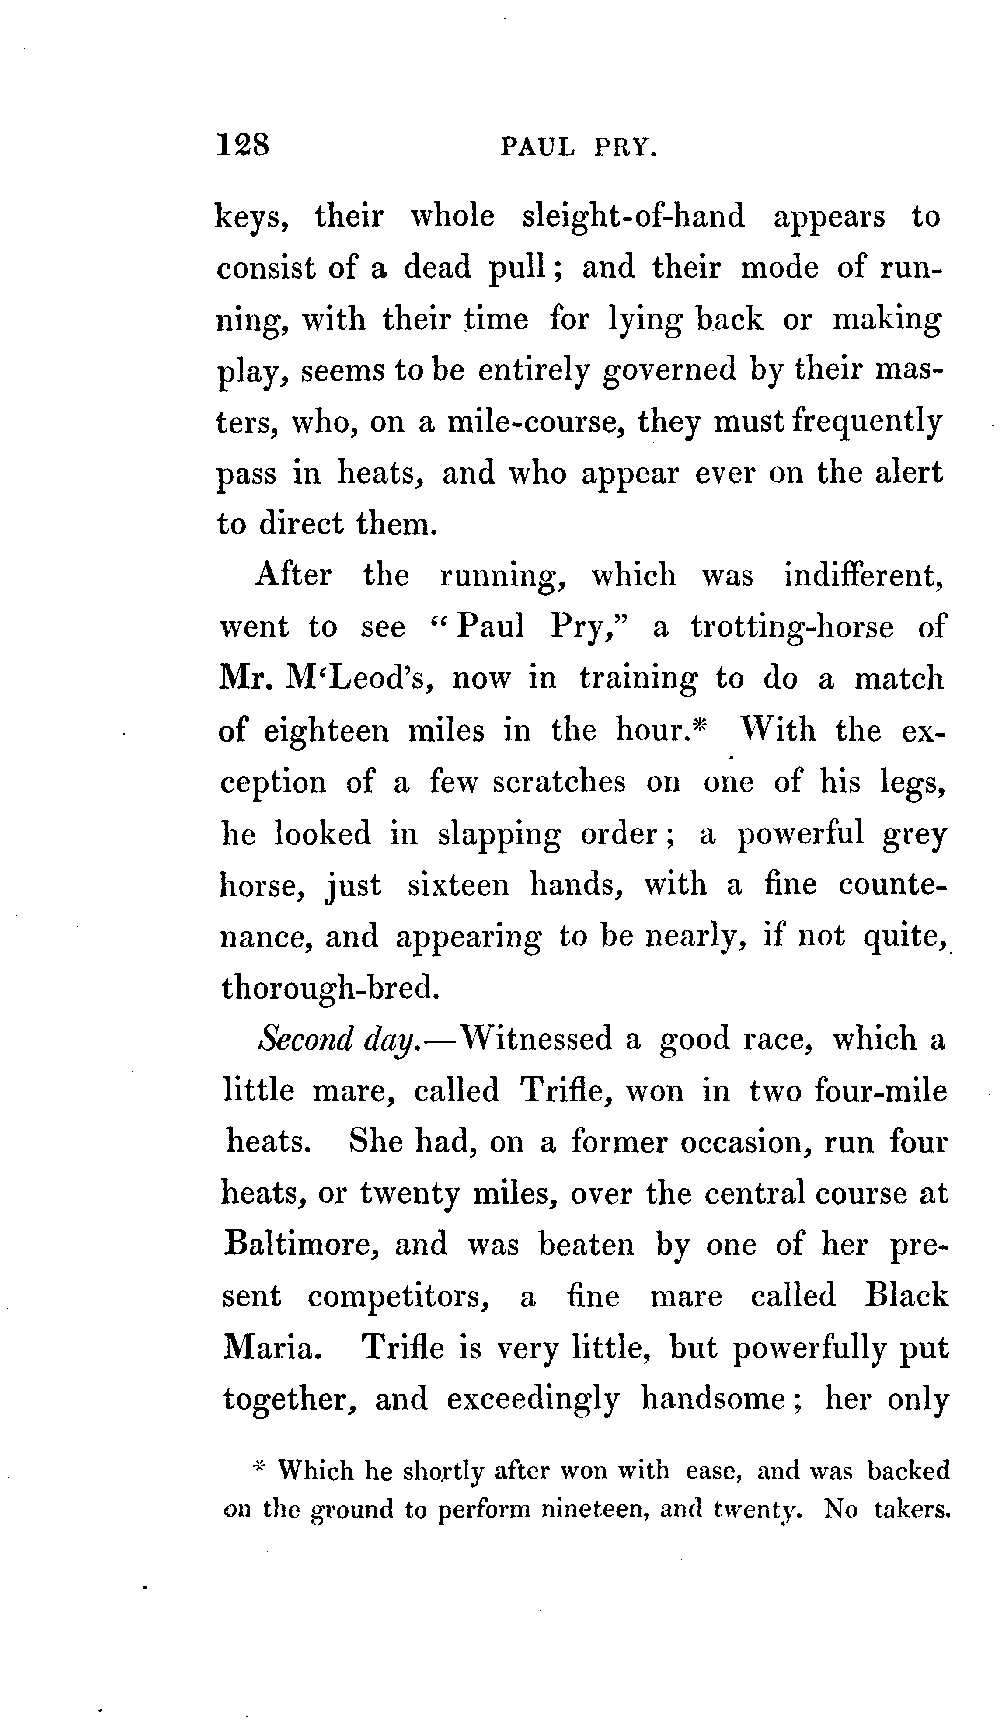 128 PAUL PRY.
keys, their whole sleight-of-hand appears to
consist of a dead pull; and their mode of run-
ning, with their time for lying back or making
play, seems to be entirely governed by their mas-
ters, who, on a mile-course, they must frequently
pass in heats, and who appear ever on the alert
to direct them.
After the running, which was indifferent,
went to see “Paul Pry,” a trotting-horse of
Mr. M‘Leod’s, now in training to do a match
of eighteen miles in the hour.* With the ex-
ception of a few scratches on one of his legs,
he looked in slapping order; a powerful grey
horse, just sixteen hands, with a fine counte-
nance, and appearing to be nearly, if not quite,
thorough-bred.
Second day.—Witnessed a good race, which a
little mare, called Trifle, won in two four-mile
heats. She had, on a former occasion, run four
heats, or twenty miles, over the central course at
Baltimore, and was beaten by one of her pre-
sent competitors, a fine mare called Black
Maria. Trifle is very little, but powerfully put
together, and exceedingly handsome; her only
* Which he shortly after won with ease, and was backed
on the ground to perform nineteen, and twenty. No takers.